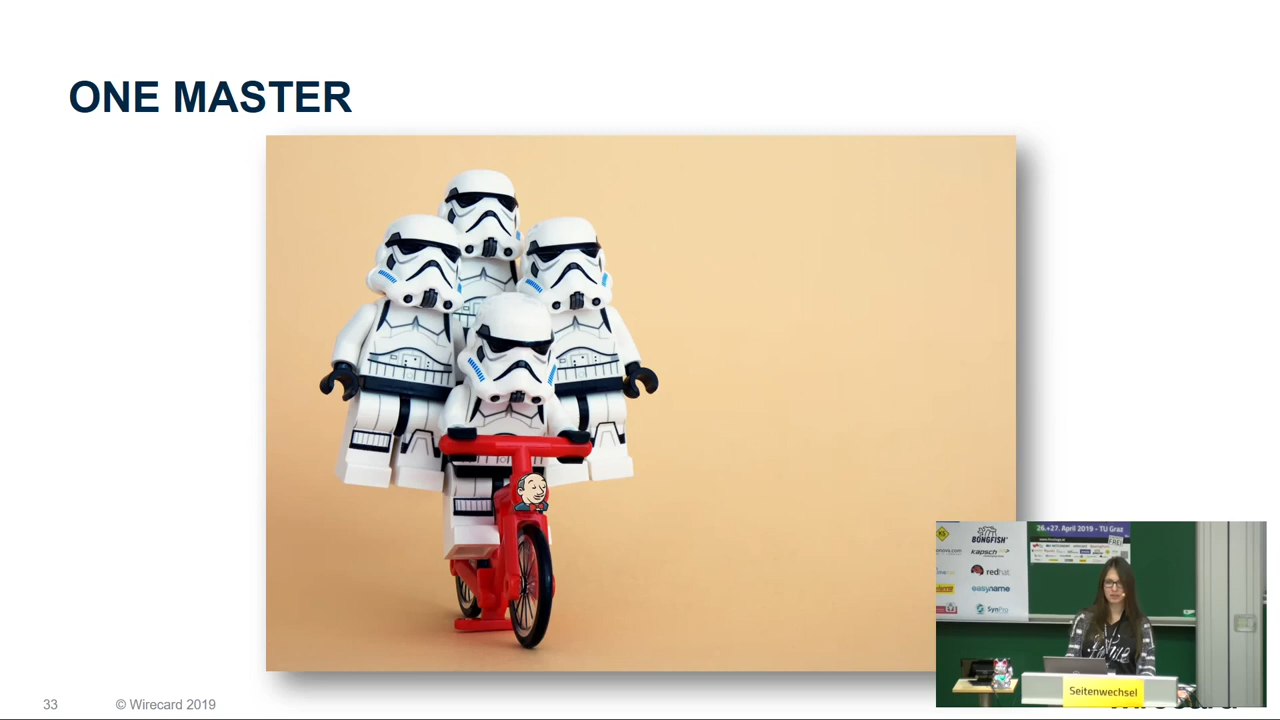 ONE MASTER
26.+27. April 2019 - TU Graz
BONGFISH
kapsch
redhat
easyname
SynPro
Seitenwechsel
33
© Wirecard 2019